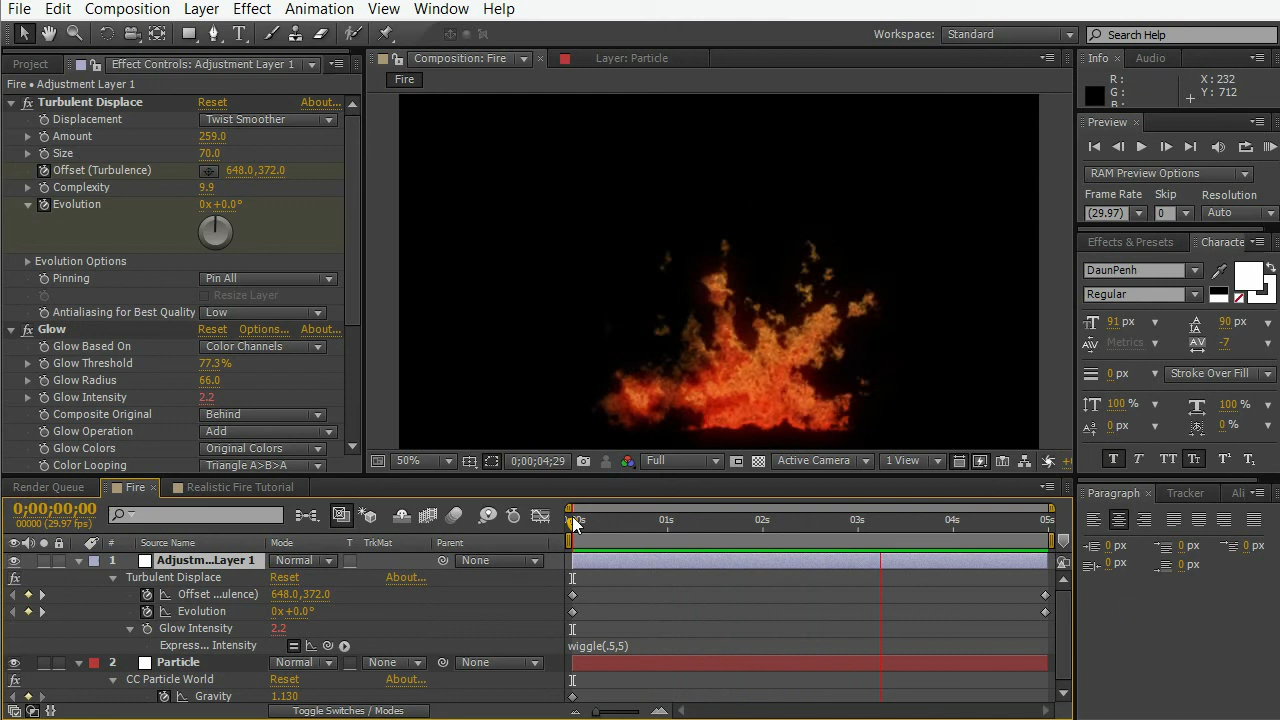 File Edit Composition Layer Effect Animation View Window Help
Workspace: Standard Search Help
Project Effect Controls: Adjustment Layer 1
Fire • Adjustment Layer 1
Turbulent Displace Reset About...
Displacement Twist Smoother
Amount 259.0
Size 70.0
Offset (Turbulence) 648.0,372.0
Complexity 9.9
Evolution 0x+0.0°
Evolution Options
Pinning Pin All
Resize Layer
Antialiasing for Best Quality Low
Glow Reset Options... About...
Glow Based On Color Channels
Glow Threshold 77.3%
Glow Radius 66.0
Glow Intensity 2.2
Composite Original Behind
Glow Operation Add
Glow Colors Original Colors
Color Looping Triangle A>B>A
Composition: Fire Layer: Particle
Fire
50% 0;00;04;29 Full Active Camera 1 View
Info Audio
R: X: 232
G: Y: 712
B:
Preview
RAM Preview Options
Frame Rate Skip Resolution
(29.97) 0 Auto
Effects & Presets Characte
DaunPenh
Regular
91 px 90 px
Metrics -7
0 px Stroke Over Fill
100 % 100 %
0 px 0 %
T T TT Tt T¹ T₁
Paragraph Tracker Ali
0 px 0 px 0 px
0 px 0 px
Render Queue Fire Realistic Fire Tutorial
0;00;00;00
00000 (29.97 fps)
01s 02s 03s 04s 05s
# Source Name Mode T TrkMat Parent
1 Adjustm...Layer 1 Normal None
Turbulent Displace Reset About...
Offset ...ulence) 648.0,372.0
Evolution 0x+0.0°
Glow Intensity 2.2
Express... Intensity wiggle(.5,5)
2 Particle Normal None None
CC Particle World Reset About...
Gravity 1.130
Toggle Switches / Modes